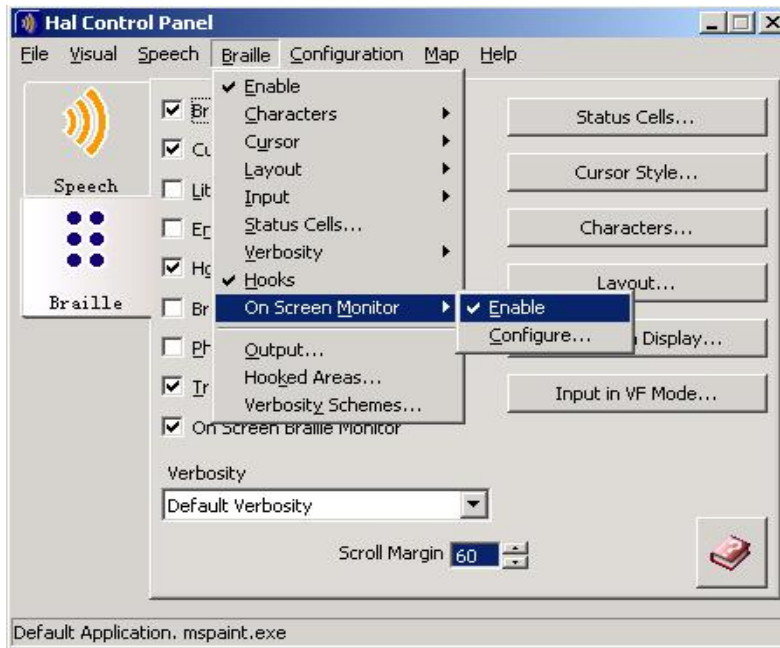 Hal Control Panel
File Visual Speech Braille Configuration Map Help
Speech
Braille
Enable
Characters
Cursor
Layout
Input
Status Cells...
Verbosity
Hooks
On Screen Monitor
Output...
Hooked Areas...
Verbosity Schemes...
Enable
Configure...
On Screen Braille Monitor
Verbosity
Default Verbosity
Scroll Margin 60
Status Cells...
Cursor Style...
Characters...
Layout...
Display...
Input in VF Mode...
Default Application. mspaint.exe